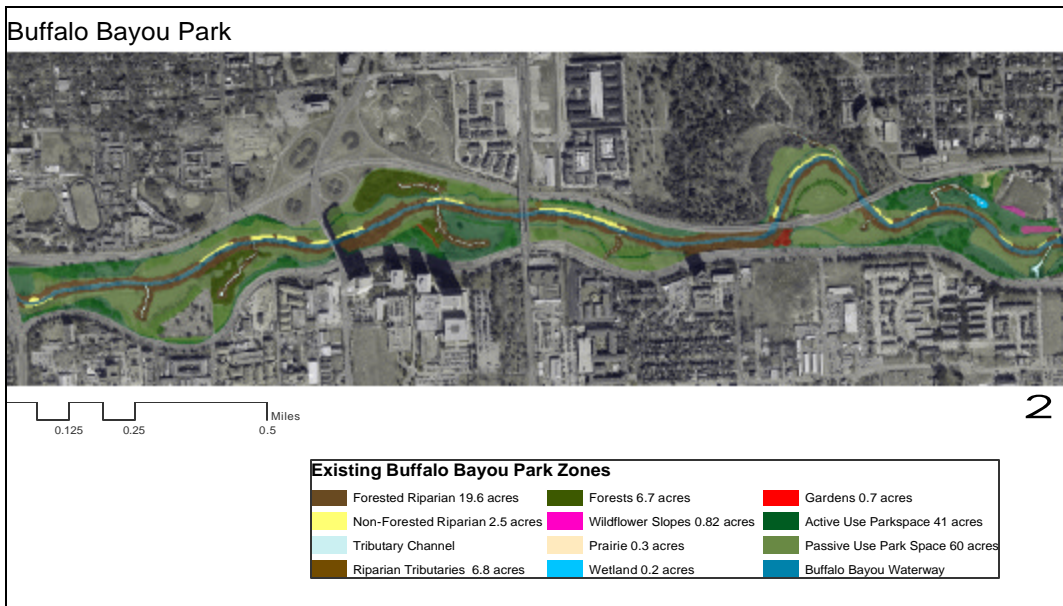 Buffalo Bayou Park
Miles
0.125 0.25 0.5
2
Existing Buffalo Bayou Park Zones
Forested Riparian 19.6 acres
Non-Forested Riparian 2.5 acres
Tributary Channel
Riparian Tributaries 6.8 acres
Forests 6.7 acres
Wildflower Slopes 0.82 acres
Prairie 0.3 acres
Wetland 0.2 acres
Gardens 0.7 acres
Active Use Parkspace 41 acres
Passive Use Park Space 60 acres
Buffalo Bayou Waterway